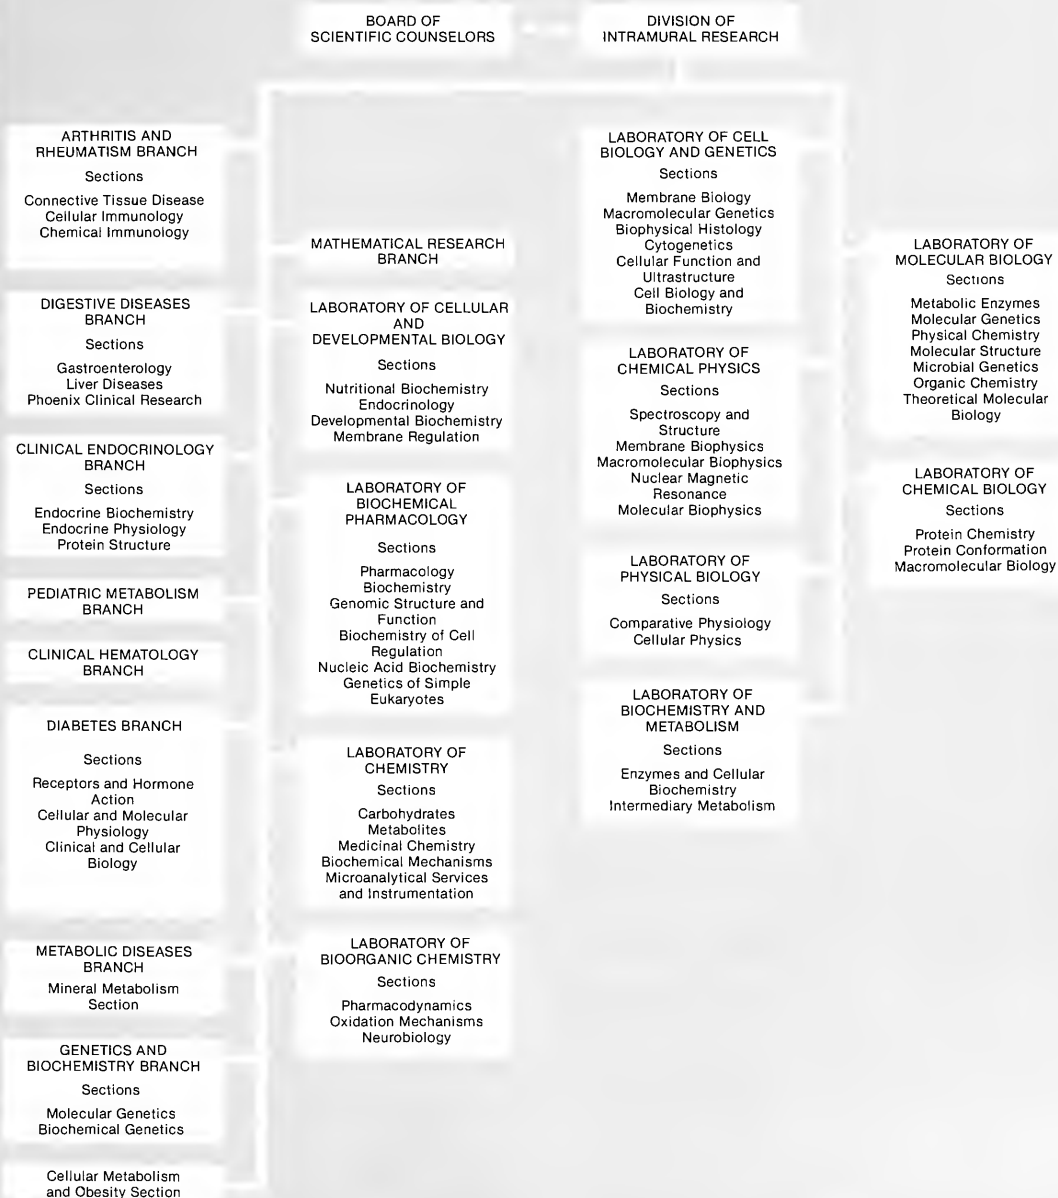 BOARD OF
SCIENTIFIC COUNSELORS
DIVISION OF
INTRAMURAL RESEARCH
ARTHRITIS AND
RHEUMATISM BRANCH
Sections
Connective Tissue Disease
Cellular Immunology
Chemical Immunology
DIGESTIVE DISEASES
BRANCH
Sections
Gastroenterology
Liver Diseases
Phoenix Clinical Research
CLINICAL ENDOCRINOLOGY
BRANCH
Sections
Endocrine Biochemistry
Endocrine Physiology
Protein Structure
PEDIATRIC METABOLISM
BRANCH
CLINICAL HEMATOLOGY
BRANCH
DIABETES BRANCH
Sections
Receptors and Hormone
Action
Cellular and Molecular
Physiology
Clinical and Cellular
Biology
METABOLIC DISEASES
BRANCH
Mineral Metabolism
Section
GENETICS AND
BIOCHEMISTRY BRANCH
Sections
Molecular Genetics
Biochemical Genetics
Cellular Metabolism
and Obesity Section
MATHEMATICAL RESEARCH
BRANCH
LABORATORY OF CELLULAR
AND
DEVELOPMENTAL BIOLOGY
Sections
Nutritional Biochemistry
Endocrinology
Developmental Biochemistry
Membrane Regulation
LABORATORY OF
BIOCHEMICAL
PHARMACOLOGY
Sections
Pharmacology
Biochemistry
Genomic Structure and
Function
Biochemistry of Cell
Regulation
Nucleic Acid Biochemistry
Genetics of Simple
Eukaryotes
LABORATORY OF
CHEMISTRY
Sections
Carbohydrates
Metabolites
Medicinal Chemistry
Biochemical Mechanisms
Microanalytical Services
and Instrumentation
LABORATORY OF
BIOORGANIC CHEMISTRY
Sections
Pharmacodynamics
Oxidation Mechanisms
Neurobiology
LABORATORY OF CELL
BIOLOGY AND GENETICS
Sections
Membrane Biology
Macromolecular Genetics
Biophysical Histology
Cytogenetics
Cellular Function and
Ultrastructure
Cell Biology and
Biochemistry
LABORATORY OF
CHEMICAL PHYSICS
Sections
Spectroscopy and
Structure
Membrane Biophysics
Macromolecular Biophysics
Nuclear Magnetic
Resonance
Molecular Biophysics
LABORATORY OF
PHYSICAL BIOLOGY
Sections
Comparative Physiology
Cellular Physics
LABORATORY OF
BIOCHEMISTRY AND
METABOLISM
Sections
Enzymes and Cellular
Biochemistry
Intermediary Metabolism
LABORATORY OF
MOLECULAR BIOLOGY
Sections
Metabolic Enzymes
Molecular Genetics
Physical Chemistry
Molecular Structure
Microbial Genetics
Organic Chemistry
Theoretical Molecular
Biology
LABORATORY OF
CHEMICAL BIOLOGY
Sections
Protein Chemistry
Protein Conformation
Macromolecular Biology